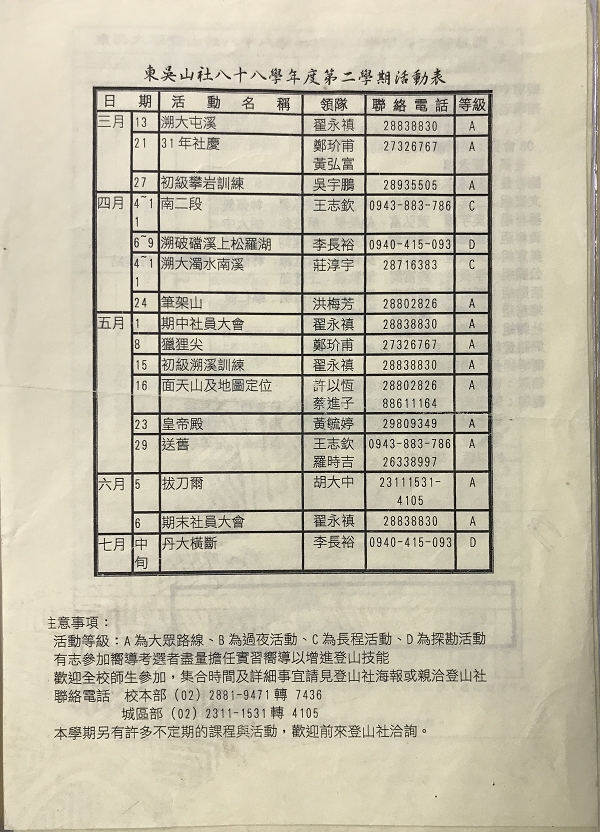 東吳山社八十八學年度第二學期活動表
日 期 活 動 名 稱 領隊 聯 絡 電 話 等級
三月 13 溯大屯溪 翟永禛 28838830 A
21 31年社慶 鄭玠甫 27326767 A
黃弘富
27 初級攀岩訓練 吳宇鵬 28935505 A
四月 4~1 南二段 王志欽 0943-883-786 C
1
6~9 溯破礑溪上松羅湖 李長裕 0940-415-093 D
4~1 溯大濁水南溪 莊淳宇 28716383 C
1
24 筆架山 洪梅芳 28802826 A
五月 1 期中社員大會 翟永禛 28838830 A
8 獵狸尖 鄭玠甫 27326767 A
15 初級溯溪訓練 翟永禛 28838830 A
16 面天山及地圖定位 許以恆 28802826 A
蔡進子 88611164
23 皇帝殿 黃毓婷 29809349 A
29 送舊 王志欽 0943-883-786 A
羅時吉 26338997
六月 5 拔刀爾 胡大中 23111531- A
4105
6 期末社員大會 翟永禛 28838830 A
七月 中 丹大橫斷 李長裕 0940-415-093 D
旬
主意事項：
活動等級：A為大眾路線、B為過夜活動、C為長程活動、D為探勘活動
有志參加嚮導考選者盡量擔任實習嚮導以增進登山技能
歡迎全校師生參加，集合時間及詳細事宜請見登山社海報或親洽登山社
聯絡電話 校本部(02) 2881-9471轉 7436
城區部(02) 2311-1531轉 4105
本學期另有許多不定期的課程與活動，歡迎前來登山社洽詢。